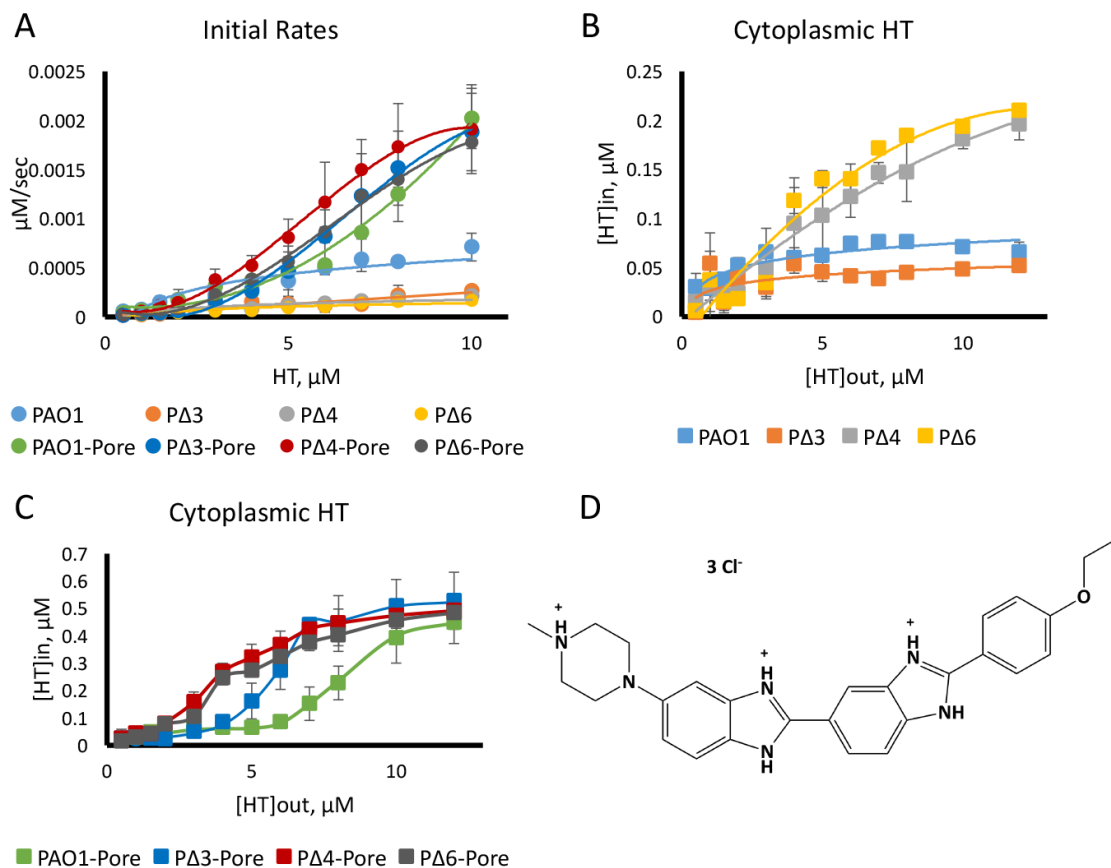 A
Initial Rates
0.0025
0.002
0.0015
0.001
0.0005
0
µM/sec
0
5
10
HT, µM
PAO1
PΔ3
PΔ4
PΔ6
PAO1-Pore
PΔ3-Pore
PΔ4-Pore
PΔ6-Pore
B
Cytoplasmic HT
0.25
0.2
0.15
0.1
0.05
0
[HT]in, µM
0
5
10
[HT]out, µM
PAO1
PΔ3
PΔ4
PΔ6
C
Cytoplasmic HT
0.7
0.6
0.5
0.4
0.3
0.2
0.1
0
[HT]in, µM
0
5
10
[HT]out, µM
PAO1-Pore
PΔ3-Pore
PΔ4-Pore
PΔ6-Pore
D
3 Cl-
+
H
N
N
+
H
N
N
H
+
H
N
NH
O